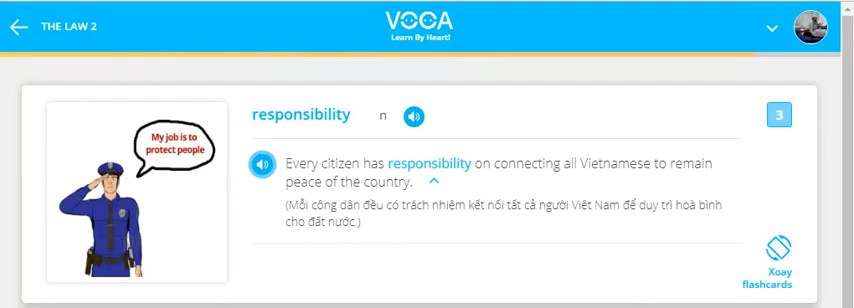 THE LAW 2
VOCA
Learn By Heart!
My job is to
protect people
responsibility n
3
Every citizen has responsibility on connecting all Vietnamese to remain
peace of the country.
(Mỗi công dân đều có trách nhiệm kết nối tất cả người Việt Nam để duy trì hoà bình
cho đất nước.)
Xoay
flashcards